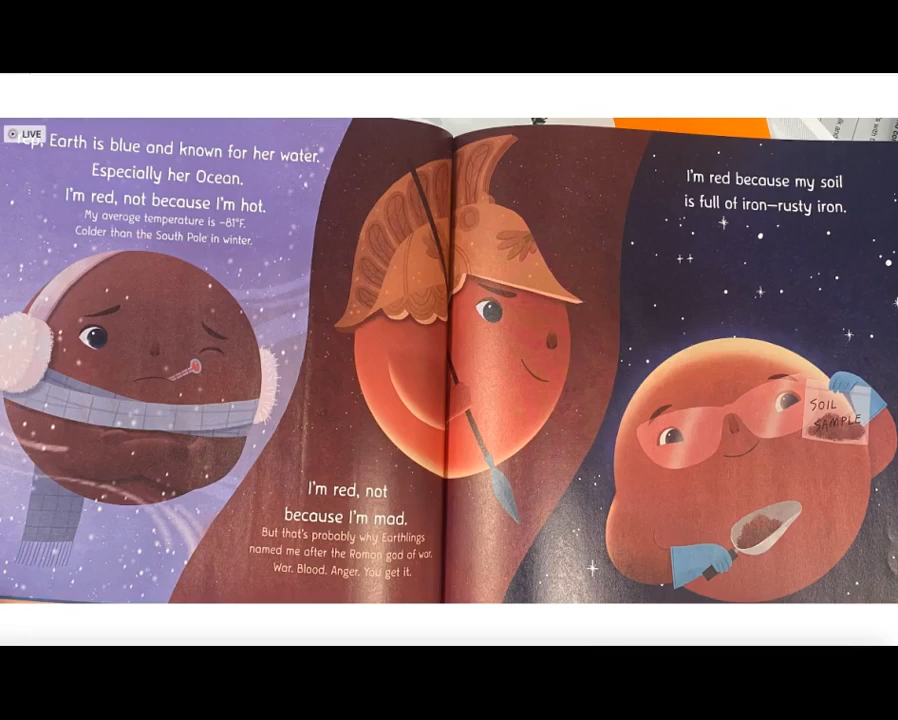 LIVE
Yep, Earth is blue and known for her water.
Especially her Ocean.
I'm red, not because I'm hot.
My average temperature is –81°F.
Colder than the South Pole in winter.
I'm red, not
because I'm mad.
But that's probably why Earthlings
named me after the Roman god of war.
War. Blood. Anger. You get it.
I'm red because my soil
is full of iron—rusty iron.
SOIL
SAMPLE